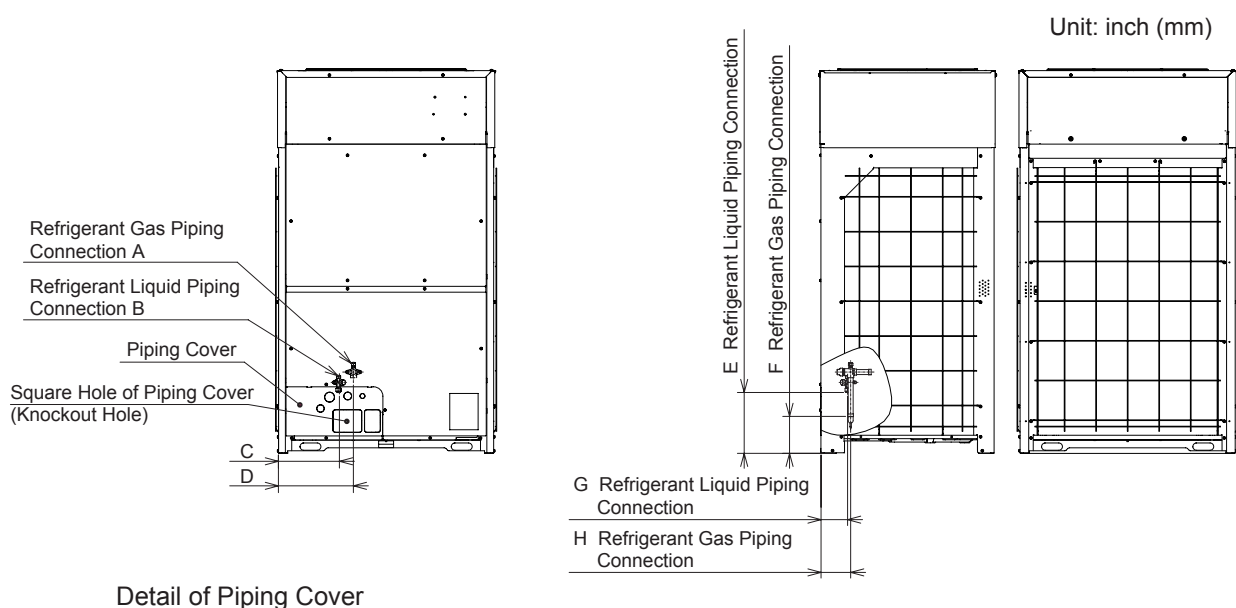 Unit: inch (mm)
Refrigerant Gas Piping
Connection A
Refrigerant Liquid Piping
Connection B
Piping Cover
Square Hole of Piping Cover
(Knockout Hole)
C
D
E Refrigerant Liquid Piping Connection
F Refrigerant Gas Piping Connection
G Refrigerant Liquid Piping
Connection
H Refrigerant Gas Piping
Connection
Detail of Piping Cover